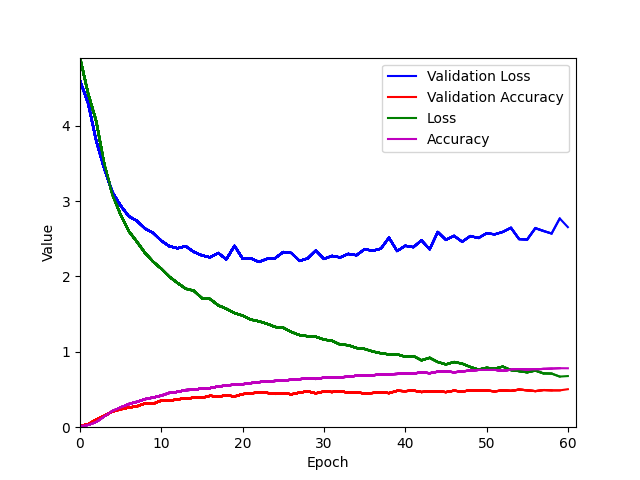 Validation Loss
Validation Accuracy
Loss
Accuracy
4
3
2
1
0
Value
0 10 20 30 40 50 60
Epoch